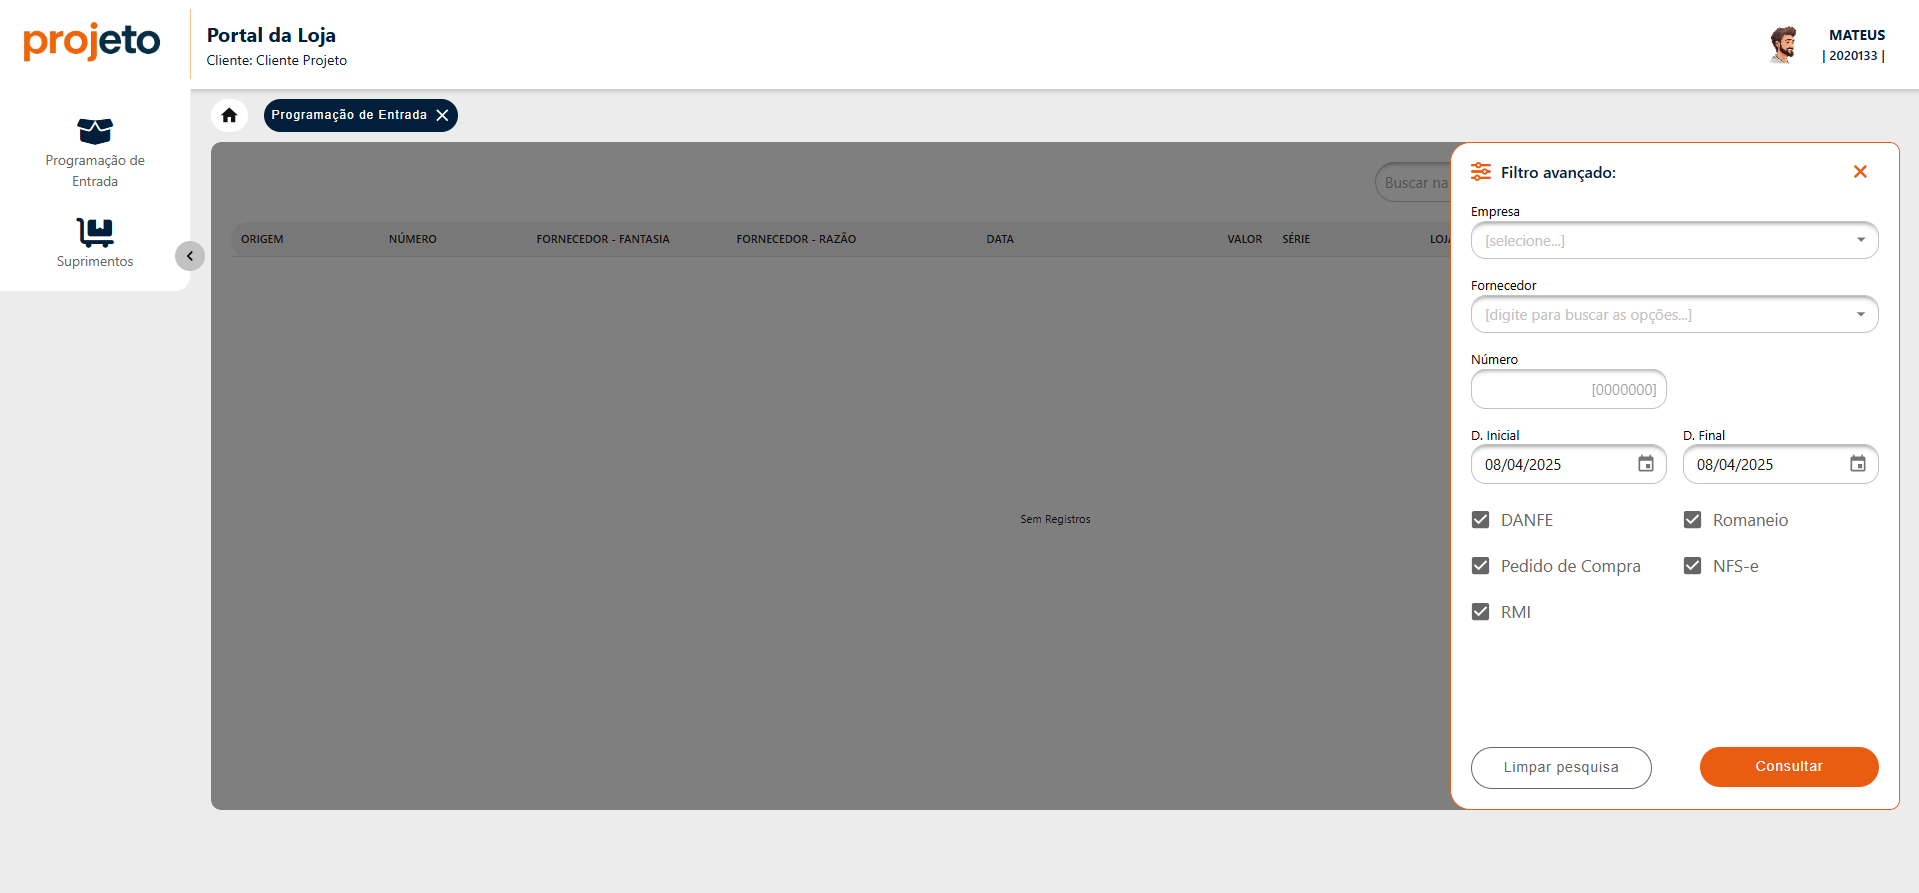 projeto
Portal da Loja
Cliente: Cliente Projeto
MATEUS
| 2020133 |
Programação de
Entrada
Suprimentos
Programação de Entrada
Buscar na
ORIGEM NÚMERO FORNECEDOR - FANTASIA FORNECEDOR - RAZÃO DATA VALOR SÉRIE LOJA
Sem Registros
Filtro avançado:
Empresa
[selecione...]
Fornecedor
[digite para buscar as opções...]
Número
[0000000]
D. Inicial D. Final
08/04/2025 08/04/2025
DANFE Romaneio
Pedido de Compra NFS-e
RMI
Limpar pesquisa Consultar